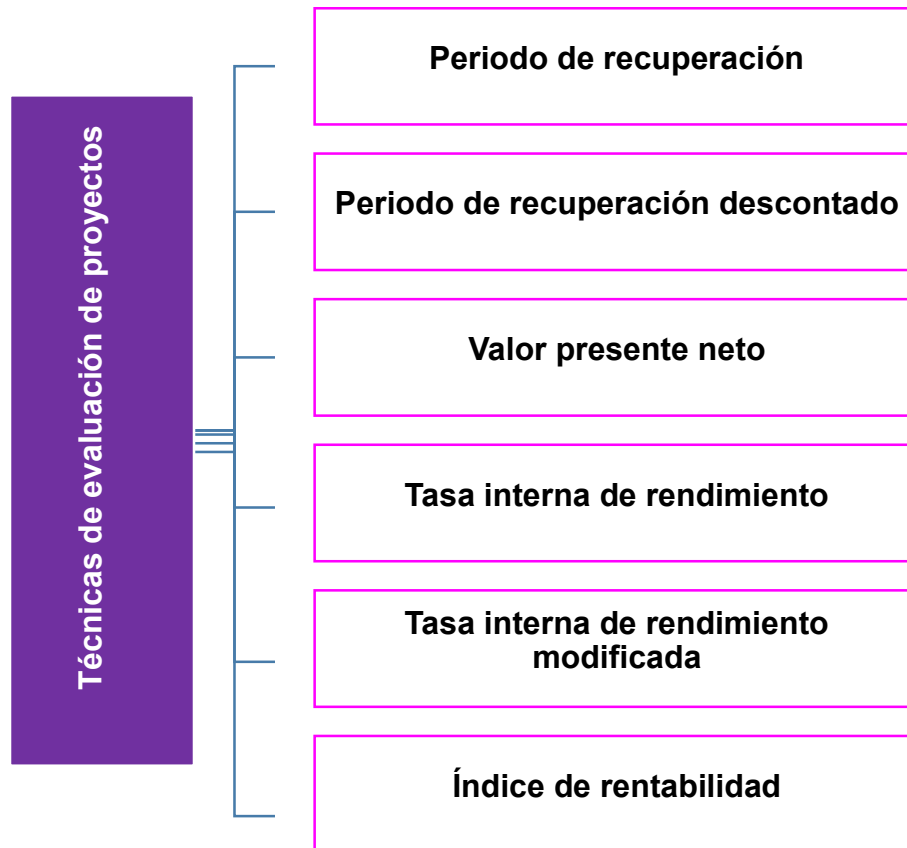 Técnicas de evaluación de proyectos
Periodo de recuperación
Periodo de recuperación descontado
Valor presente neto
Tasa interna de rendimiento
Tasa interna de rendimiento
modificada
Índice de rentabilidad